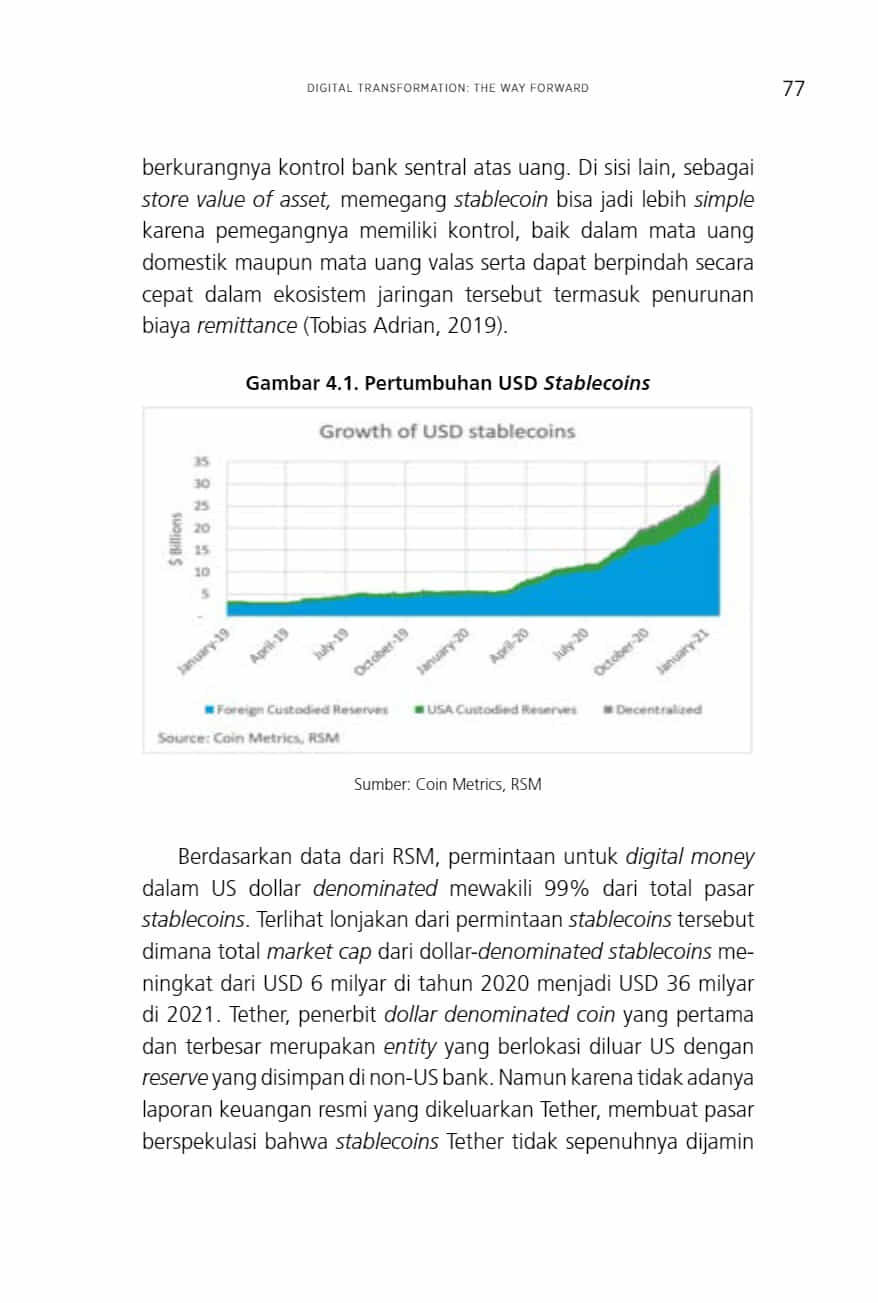 DIGITAL TRANSFORMATION: THE WAY FORWARD
77
berkurangnya kontrol bank sentral atas uang. Di sisi lain, sebagai
store value of asset, memegang stablecoin bisa jadi lebih simple
karena pemegangnya memiliki kontrol, baik dalam mata uang
domestik maupun mata uang valas serta dapat berpindah secara
cepat dalam ekosistem jaringan tersebut termasuk penurunan
biaya remittance (Tobias Adrian, 2019).
Gambar 4.1. Pertumbuhan USD Stablecoins
Growth of USD stablecoins
$ Billions
35
30
25
20
15
10
5
-
January-19
April-19
July-19
October-19
January-20
April-20
July-20
October-20
January-21
Foreign Custodied Reserves
USA Custodied Reserves
Decentralized
Source: Coin Metrics, RSM
Sumber: Coin Metrics, RSM
Berdasarkan data dari RSM, permintaan untuk digital money
dalam US dollar denominated mewakili 99% dari total pasar
stablecoins. Terlihat lonjakan dari permintaan stablecoins tersebut
dimana total market cap dari dollar-denominated stablecoins me-
ningkat dari USD 6 milyar di tahun 2020 menjadi USD 36 milyar
di 2021. Tether, penerbit dollar denominated coin yang pertama
dan terbesar merupakan entity yang berlokasi diluar US dengan
reserve yang disimpan di non-US bank. Namun karena tidak adanya
laporan keuangan resmi yang dikeluarkan Tether, membuat pasar
berspekulasi bahwa stablecoins Tether tidak sepenuhnya dijamin